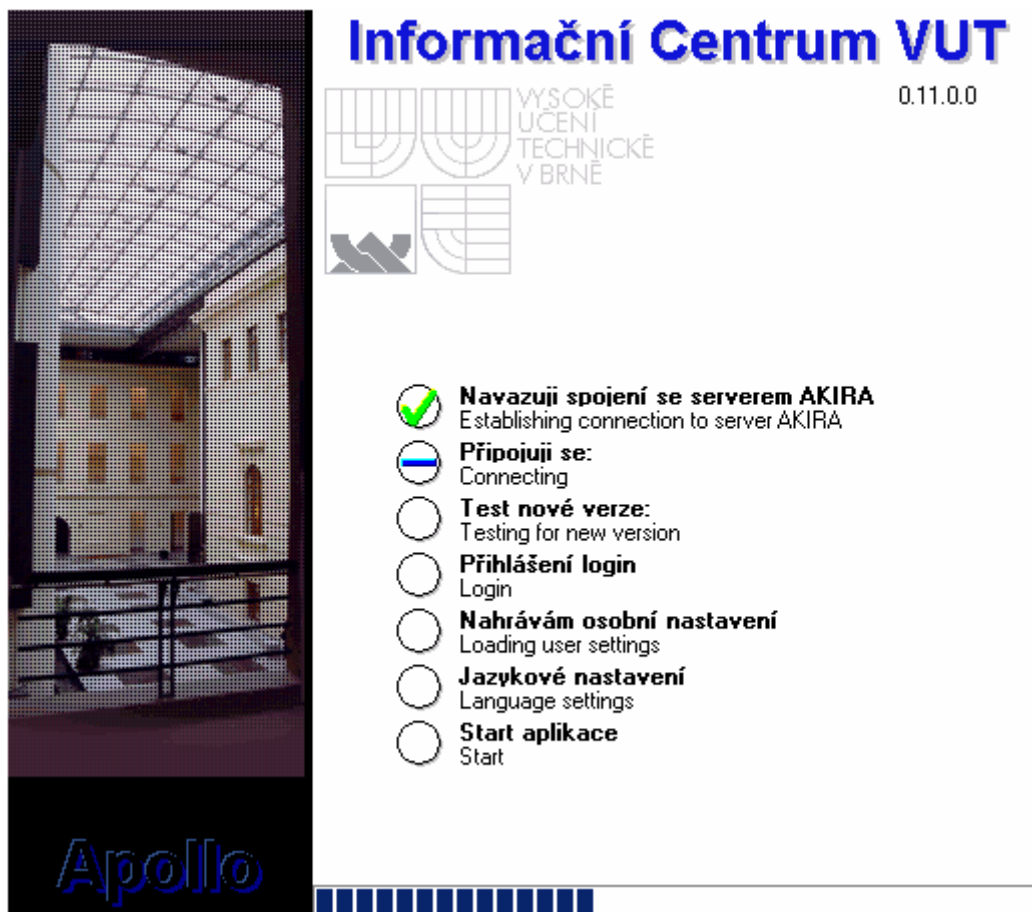 Informační Centrum VUT
0.11.0.0
VYSOKÉ
UČENÍ
TECHNICKÉ
V BRNĚ
Navazuji spojení se serverem AKIRA
Establishing connection to server AKIRA
Připojuji se:
Connecting
Test nové verze:
Testing for new version
Přihlášení login
Login
Nahrávám osobní nastavení
Loading user settings
Jazykové nastavení
Language settings
Start aplikace
Start
Apollo